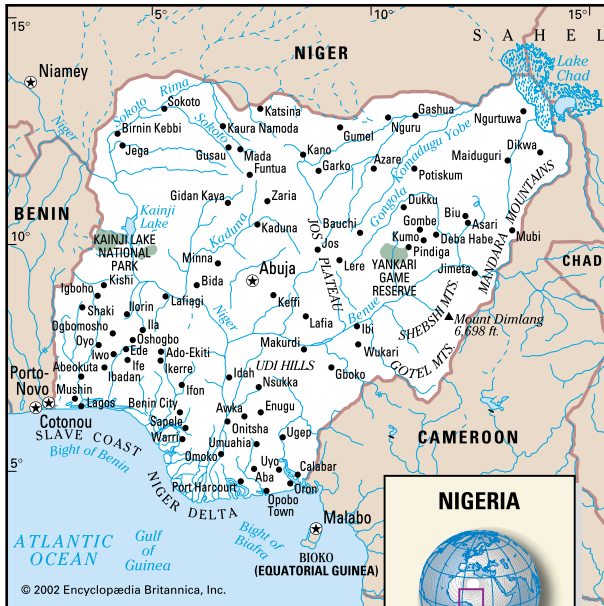 15°
5°
10°
15°
NIGER
S A H E L
Niamey
Lake
Chad
Sokoto
Rima
Sokoto
Katsina
Gashua
Ngurtuwa
Niger
Birnin Kebbi
Kaura Namoda
Gumel
Nguru
Komadugu Yobe
Dikwa
Jega
Sokoto
Gusau
Mada
Kano
Azare
Maiduguri
Funtua
Garko
Potiskum
BENIN
Gidan Kaya
Zaria
Dukku
Gongola
Biu
MANDARA MOUNTAINS
Kainji
Lake
Kaduna
Kaduna
Bauchi
Gombe
Asari
10°
KAINJI LAKE
NATIONAL
PARK
JOS
PLATEAU
Jos
Kumo
Deba Habe
Mubi
Pindiga
Minna
Abuja
Lere
YANKARI
GAME
RESERVE
Jimeta
CHAD
Kishi
Igboho
Bida
Keffi
Benue
SHEBSHI MTS.
Shaki
Ilorin
Lafiagi
Niger
Lafia
Mount Dimlang
6,698 ft.
Ogbomosho
Ila
Ibi
GOTEL MTS.
Oyo
Oshogbo
Makurdi
Wukari
Iwo
Ede
Ado-Ekiti
UDI HILLS
Abeokuta
Ife
Ikerre
Idah
Gboko
Porto-
Novo
Ibadan
Nsukka
Mushin
Ifon
Lagos
Benin City
Awka
Enugu
Cotonou
Sapele
Onitsha
SLAVE COAST
Warri
Umuahia
Ugep
CAMEROON
Bight of Benin
Omoko
5°
Uyo
Calabar
NIGER DELTA
Port Harcourt
Aba
Oron
Opobo
Town
NIGERIA
ATLANTIC
OCEAN
Gulf
of
Guinea
Bight of
Biafra
Malabo
BIOKO
(EQUATORIAL GUINEA)
© 2002 Encyclopædia Britannica, Inc.